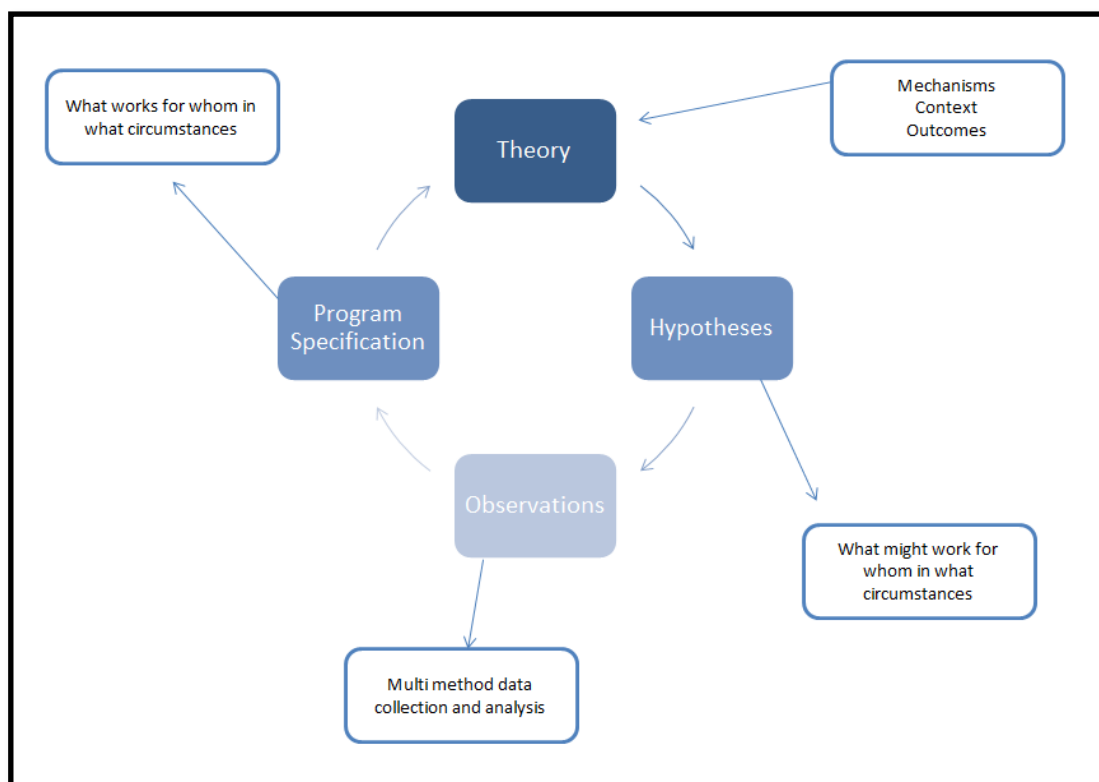 What works for whom in
what circumstances
Theory
Mechanisms
Context
Outcomes
Program
Specification
Hypotheses
Observations
What might work for
whom in what
circumstances
Multi method data
collection and analysis